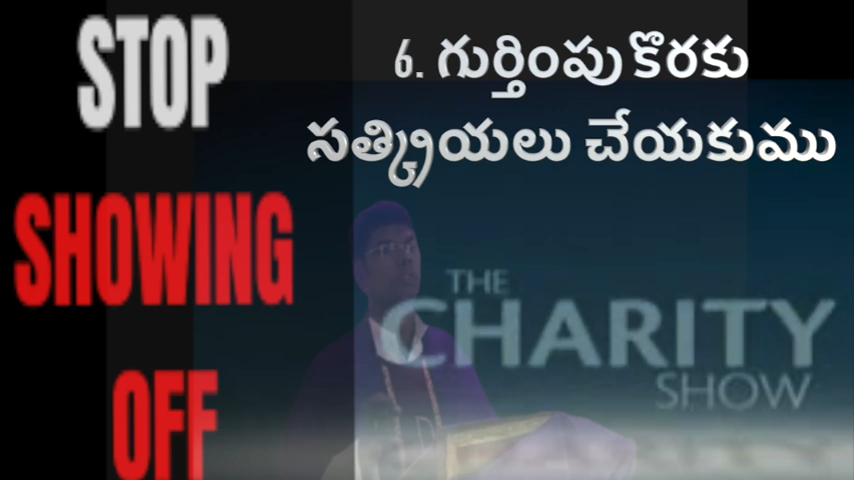 STOP
SHOWING
OFF
6. గుర్తింపు కొరకు
సత్క్రియలు చేయకుము
THE
CHARITY
SHOW